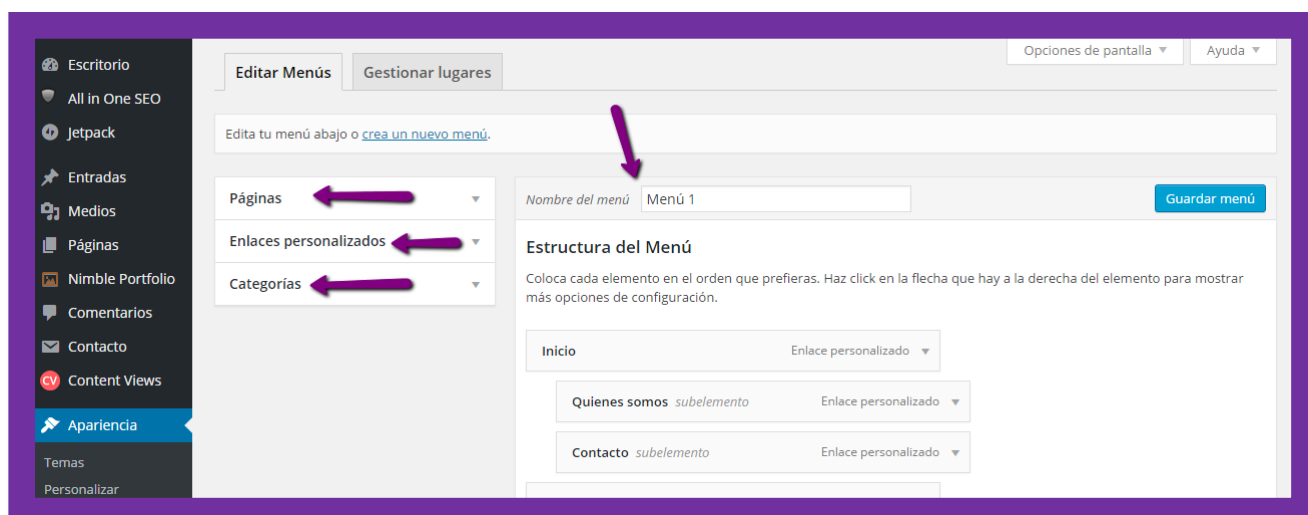 Escritorio
All in One SEO
Jetpack
Entradas
Medios
Páginas
Nimble Portfolio
Comentarios
Contacto
CV Content Views
Apariencia
Temas
Personalizar
Opciones de pantalla
Ayuda
Editar Menús
Gestionar lugares
Edita tu menú abajo o crea un nuevo menú.
Páginas
Enlaces personalizados
Categorías
Nombre del menú Menú 1
Guardar menú
Estructura del Menú
Coloca cada elemento en el orden que prefieras. Haz click en la flecha que hay a la derecha del elemento para mostrar
más opciones de configuración.
Inicio Enlace personalizado
Quienes somos subelemento Enlace personalizado
Contacto subelemento Enlace personalizado